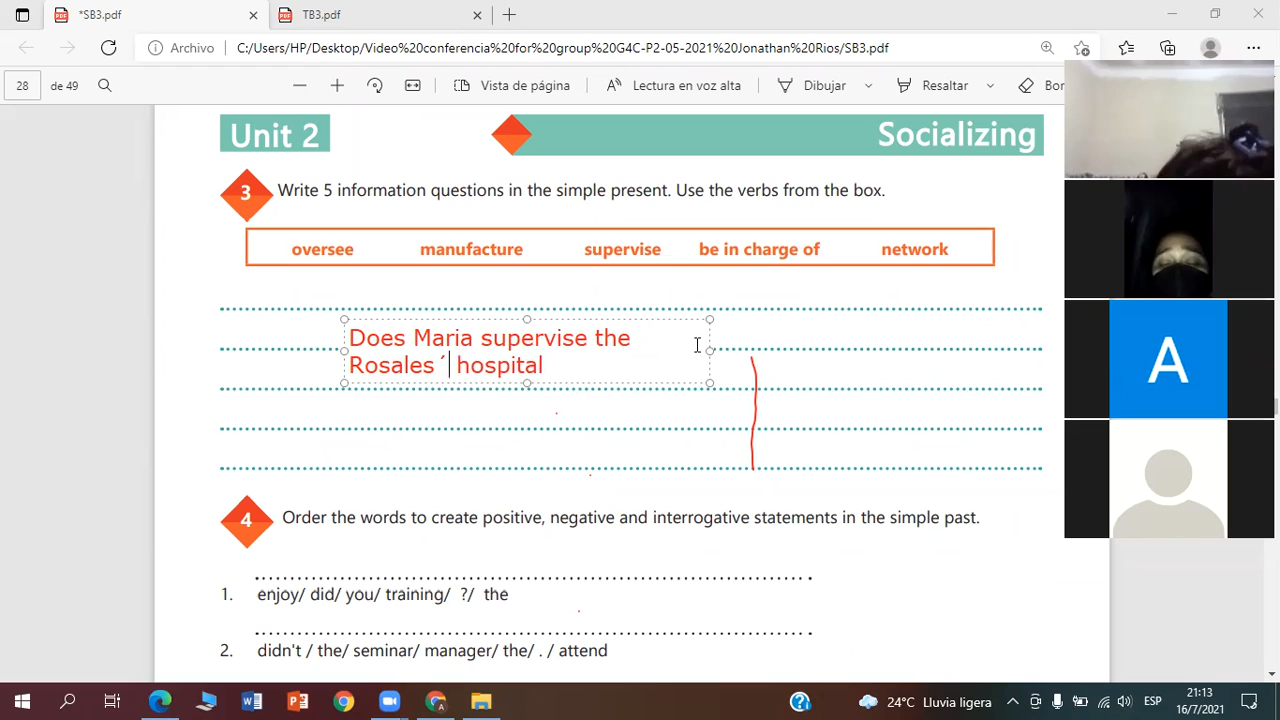 *SB3.pdf
TB3.pdf
Archivo
C:/Users/HP/Desktop/Video%20conferencia%20for%20group%20G4C-P2-05-2021%20Jonathan%20Rios/SB3.pdf
28 de 49
Vista de página
Lectura en voz alta
Dibujar
Resaltar
Bor
Unit 2
Socializing
3 Write 5 information questions in the simple present. Use the verbs from the box.
oversee manufacture supervise be in charge of network
Does Maria supervise the
Rosales´ hospital
A
4 Order the words to create positive, negative and interrogative statements in the simple past.
1. enjoy/ did/ you/ training/ ?/ the
2. didn't / the/ seminar/ manager/ the/ . / attend
24°C Lluvia ligera
ESP
21:13
16/7/2021